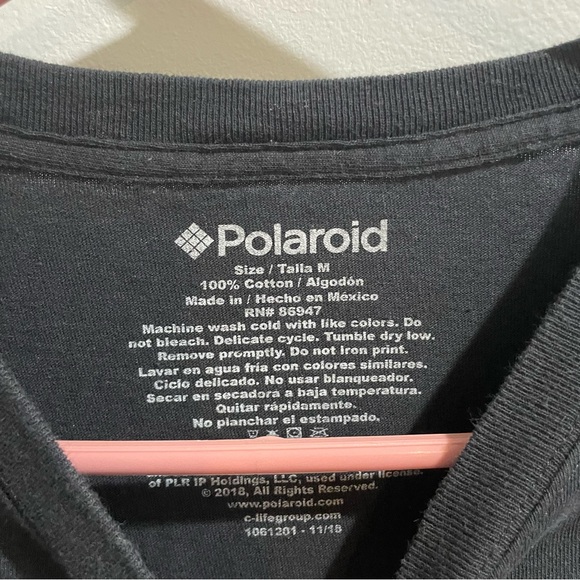 Polaroid
Size / Talla M
100% Cotton / Algodón
Made in / Hecho en México
RN# 86947
Machine wash cold with like colors. Do
not bleach. Delicate cycle. Tumble dry low.
Remove promptly. Do not Iron print.
Lavar en agua fría con colores similares.
Ciclo delicado. No usar blanqueador.
Secar en secadora a baja temperatura.
Quitar rápidamente.
No planchar el estampado.
of PLR IP Holdings, LLC, used under license.
© 2018, All Rights Reserved.
www.polaroid.com
c-lifegroup.com
1061201 - 11/18